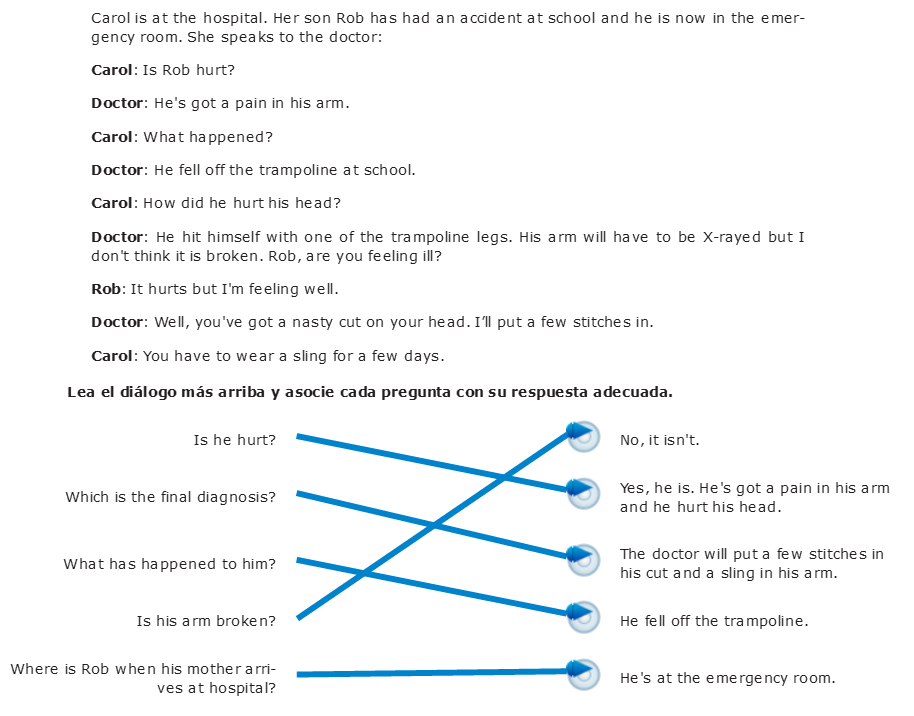 Carol is at the hospital. Her son Rob has had an accident at school and he is now in the emer-
gency room. She speaks to the doctor:
Carol: Is Rob hurt?
Doctor: He's got a pain in his arm.
Carol: What happened?
Doctor: He fell off the trampoline at school.
Carol: How did he hurt his head?
Doctor: He hit himself with one of the trampoline legs. His arm will have to be X-rayed but I
don't think it is broken. Rob, are you feeling ill?
Rob: It hurts but I'm feeling well.
Doctor: Well, you've got a nasty cut on your head. I’ll put a few stitches in.
Carol: You have to wear a sling for a few days.
Lea el diálogo más arriba y asocie cada pregunta con su respuesta adecuada.
Is he hurt?
No, it isn't.
Which is the final diagnosis?
Yes, he is. He's got a pain in his arm
and he hurt his head.
What has happened to him?
The doctor will put a few stitches in
his cut and a sling in his arm.
Is his arm broken?
He fell off the trampoline.
Where is Rob when his mother arri-
ves at hospital?
He's at the emergency room.